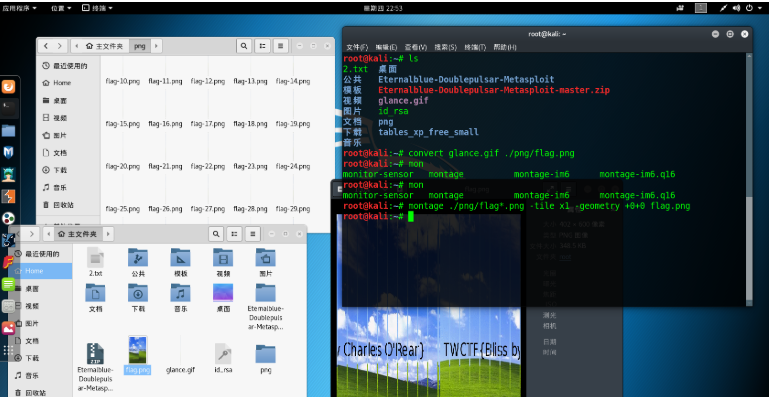 应用程序 位置 终端 星期四 22:53
主文件夹 png
最近使用的
Home
桌面
视频
图片
文档
下载
音乐
回收站
flag-10.png flag-11.png flag-12.png flag-13.png flag-14.png
flag-15.png flag-16.png flag-17.png flag-18.png flag-19.png
flag-20.png flag-21.png flag-22.png flag-23.png flag-24.png
flag-25.png flag-26.png flag-27.png flag-28.png flag-29.png
root@kali: ~
文件(F) 编辑(E) 查看(V) 搜索(S) 终端(T) 帮助(H)
root@kali:~# ls
2.txt 桌面
公共 Eternalblue-Doublepulsar-Metasploit
模板 Eternalblue-Doublepulsar-Metasploit-master.zip
视频 glance.gif
图片 id_rsa
文档 png
下载 tables_xp_free_small
音乐
root@kali:~# convert glance.gif ./png/flag.png
root@kali:~# mon
monitor-sensor montage montage-im6 montage-im6.q16
root@kali:~# mon
monitor-sensor montage montage-im6 montage-im6.q16
root@kali:~# montage ./png/flag*.png -tile x1 -geometry +0+0 flag.png
root@kali:~#
主文件夹
最近使用的
Home
桌面
视频
图片
文档
下载
音乐
回收站
2.txt 公共 模板 视频 图片
文档 下载 音乐 桌面 Eternalblue-Doublepulsar-Metasp...
Eternalblue-Doublepulsar-Metasp... flag.png glance.gif id_rsa png
y Charles O'Rear} TWCTF{Bliss by
测光
相机
日期
时间